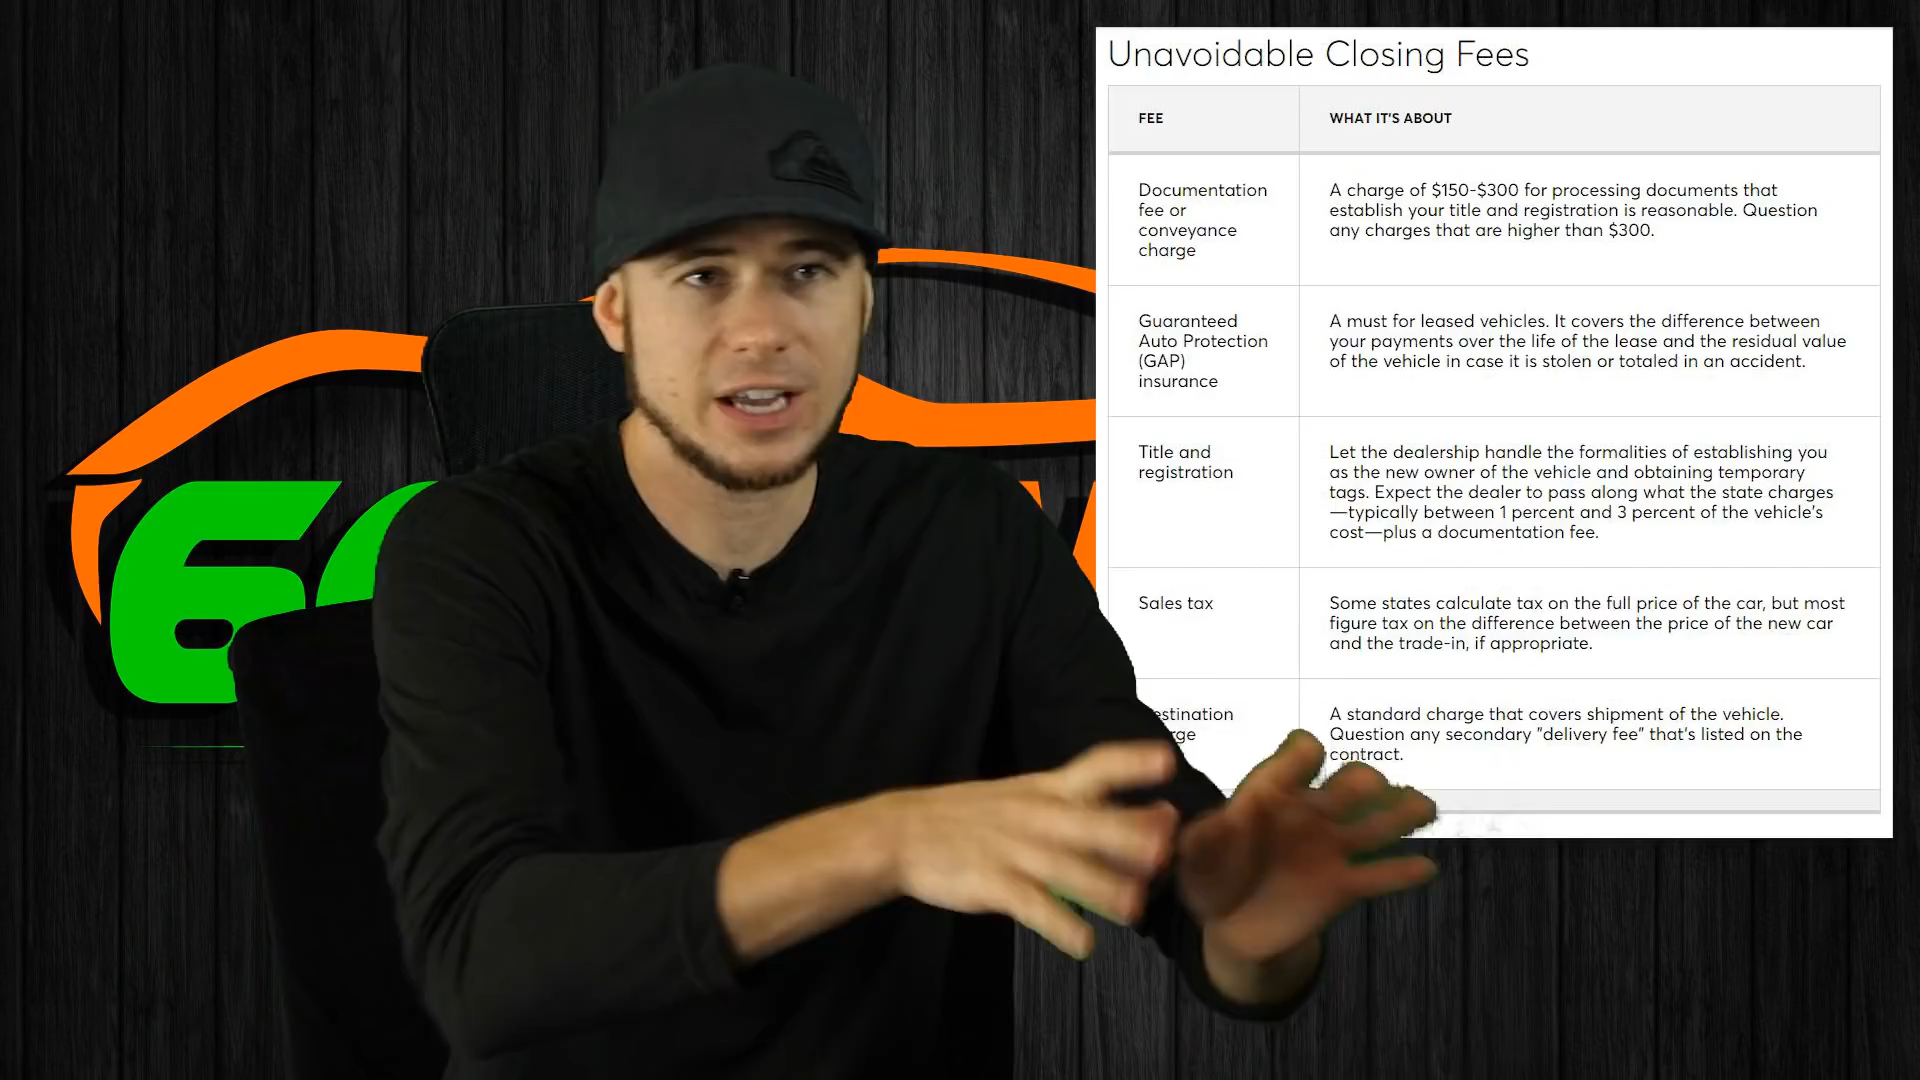 Unavoidable Closing Fees
FEE
WHAT IT'S ABOUT
Documentation
fee or
conveyance
charge
A charge of $150-$300 for processing documents that
establish your title and registration is reasonable. Question
any charges that are higher than $300.
Guaranteed
Auto Protection
(GAP)
insurance
A must for leased vehicles. It covers the difference between
your payments over the life of the lease and the residual value
of the vehicle in case it is stolen or totaled in an accident.
Title and
registration
Let the dealership handle the formalities of establishing you
as the new owner of the vehicle and obtaining temporary
tags. Expect the dealer to pass along what the state charges
—typically between 1 percent and 3 percent of the vehicle's
cost—plus a documentation fee.
Sales tax
Some states calculate tax on the full price of the car, but most
figure tax on the difference between the price of the new car
and the trade-in, if appropriate.
A standard charge that covers shipment of the vehicle.
Question any secondary "delivery fee" that's listed on the
contract.